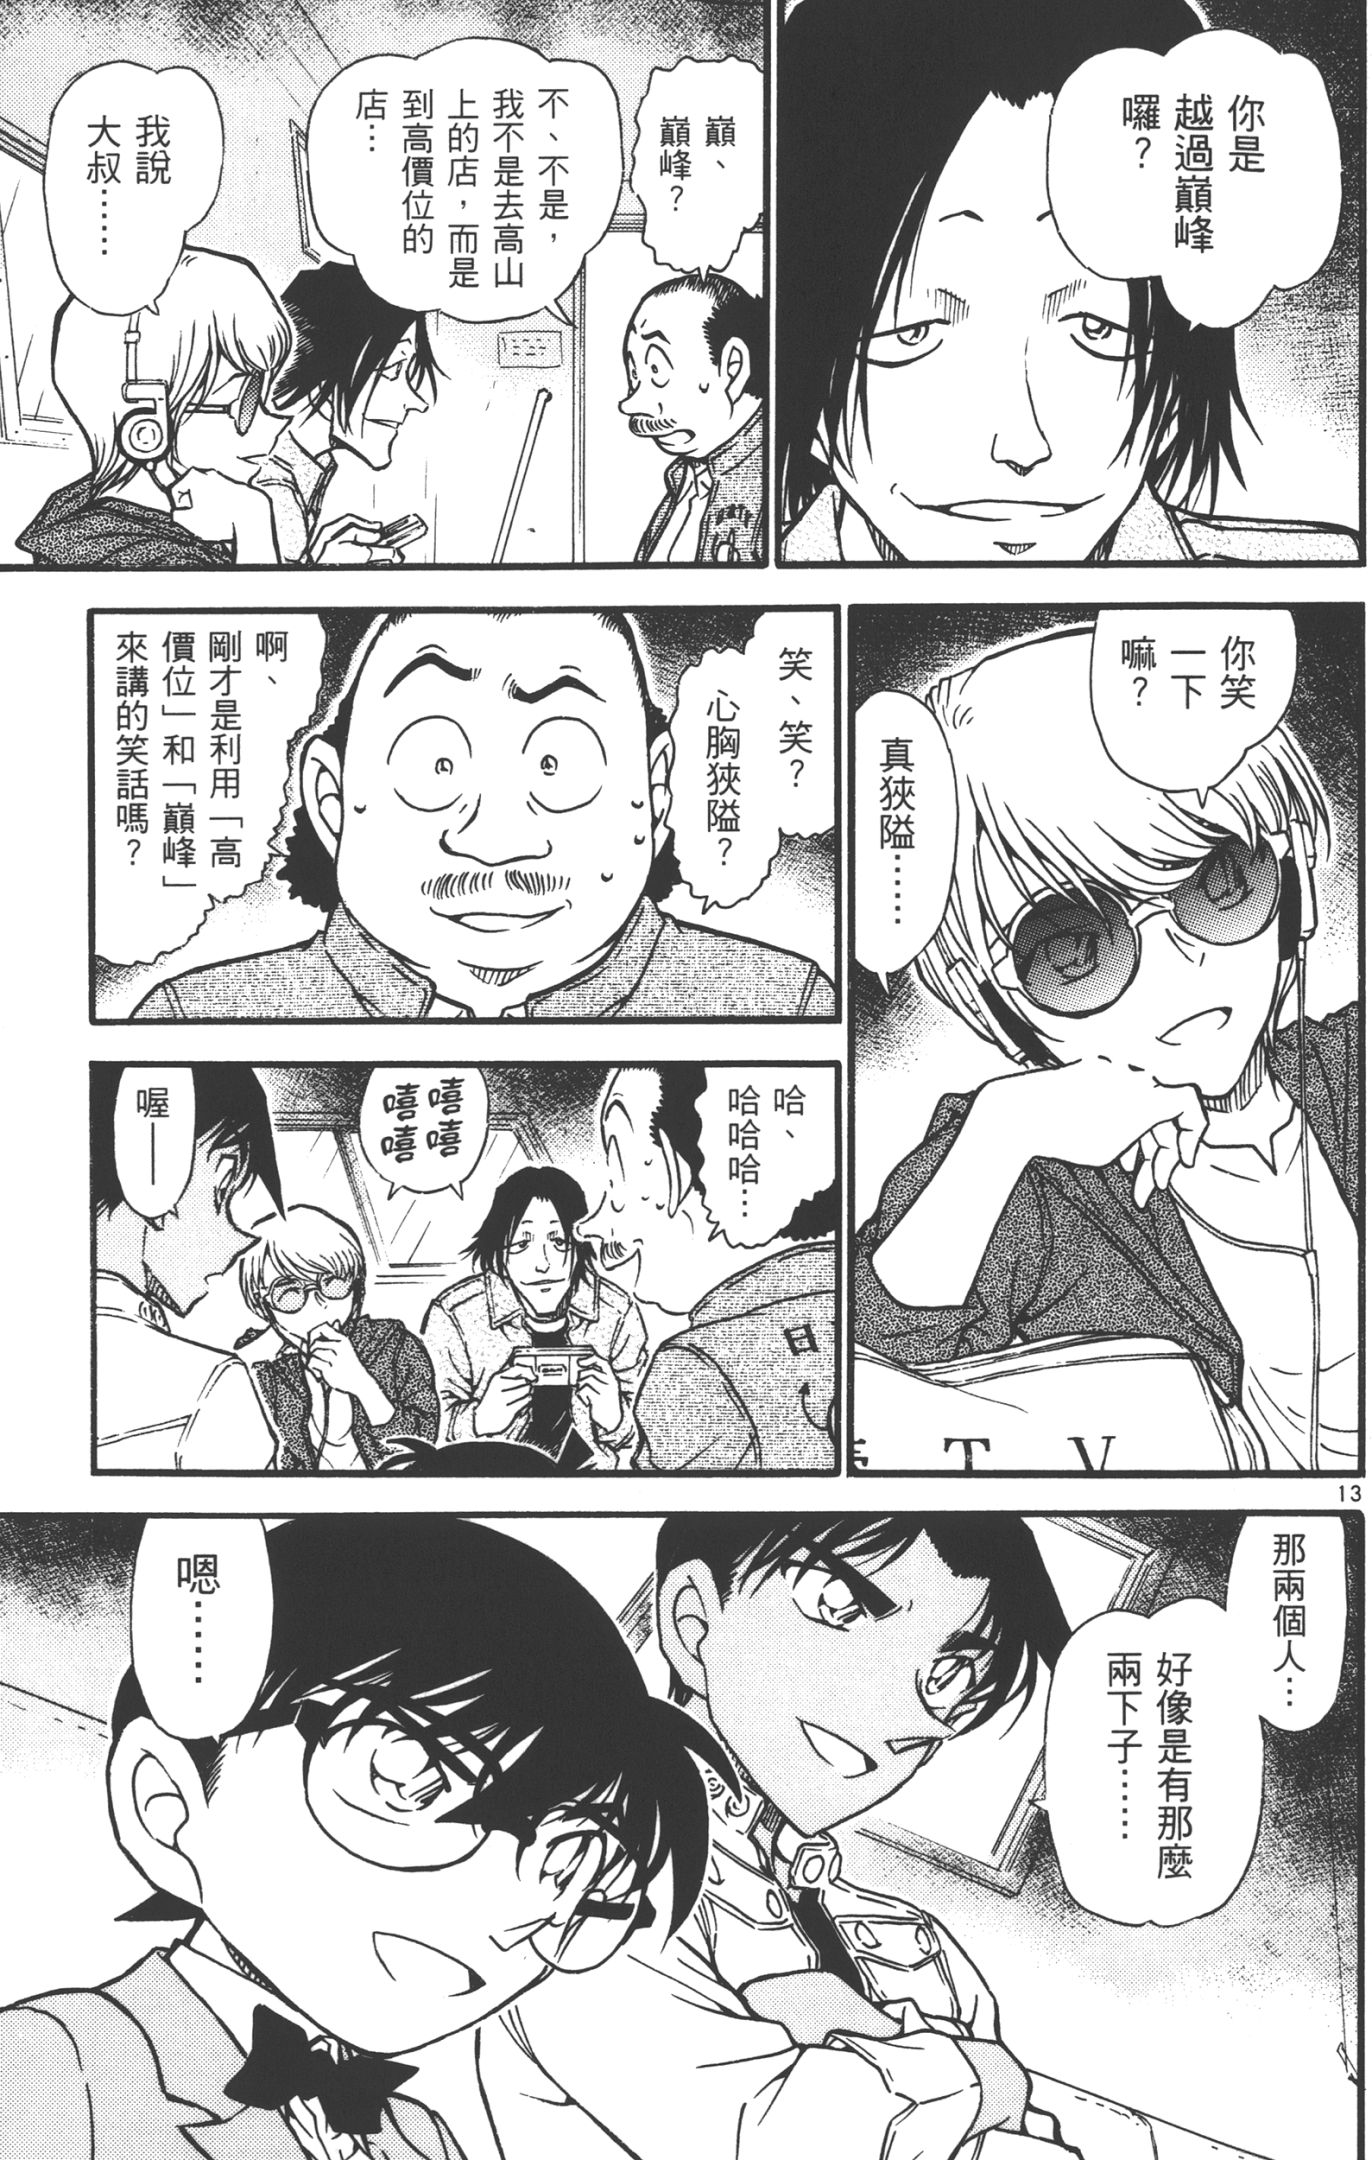 你是
越過巔峰
囉？
巔、
巔峰？
不、不是，
我不是去高山
上的店，而是
到高價位的
店…
我說
大叔……
你笑
一下
嘛？
真狹隘……
笑、笑？
心胸狹隘？
啊、
剛才是利用「高
價位」和「巔峰」
來講的笑話嗎？
哈、
哈哈哈…
嘻嘻
嘻嘻
喔—
TV
日
13
那兩個人…
好像是有那麼
兩下子……
嗯……